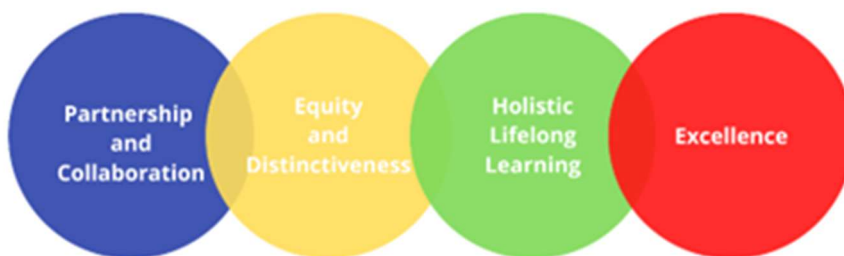 Partnership
and
Collaboration
Equity
and
Distinctiveness
Holistic
Lifelong
Learning
Excellence